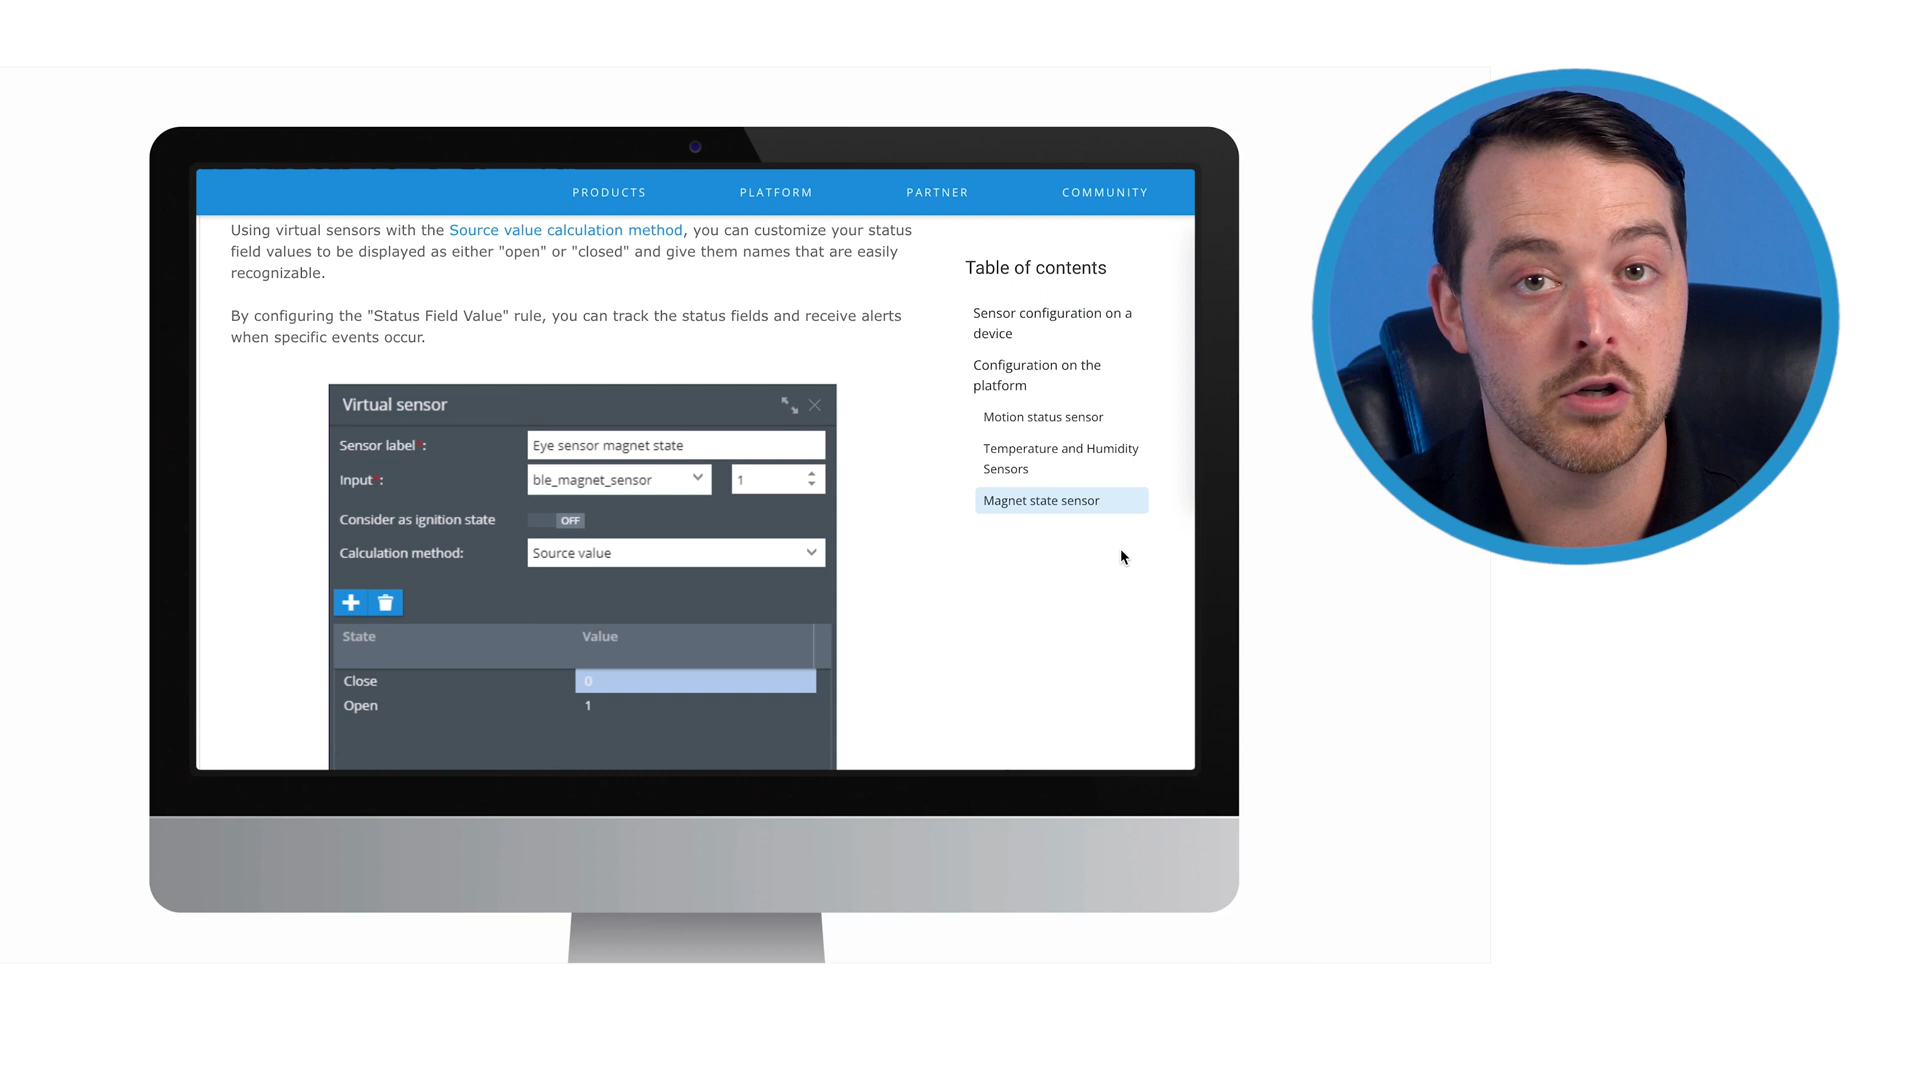 PRODUCTS PLATFORM PARTNER COMMUNITY
Using virtual sensors with the Source value calculation method, you can customize your status
field values to be displayed as either "open" or "closed" and give them names that are easily
recognizable.
By configuring the "Status Field Value" rule, you can track the status fields and receive alerts
when specific events occur.
Virtual sensor
Sensor label*: Eye sensor magnet state
Input*: ble_magnet_sensor 1
Consider as ignition state OFF
Calculation method: Source value
State Value
Close 0
Open 1
Table of contents
Sensor configuration on a
device
Configuration on the
platform
Motion status sensor
Temperature and Humidity
Sensors
Magnet state sensor